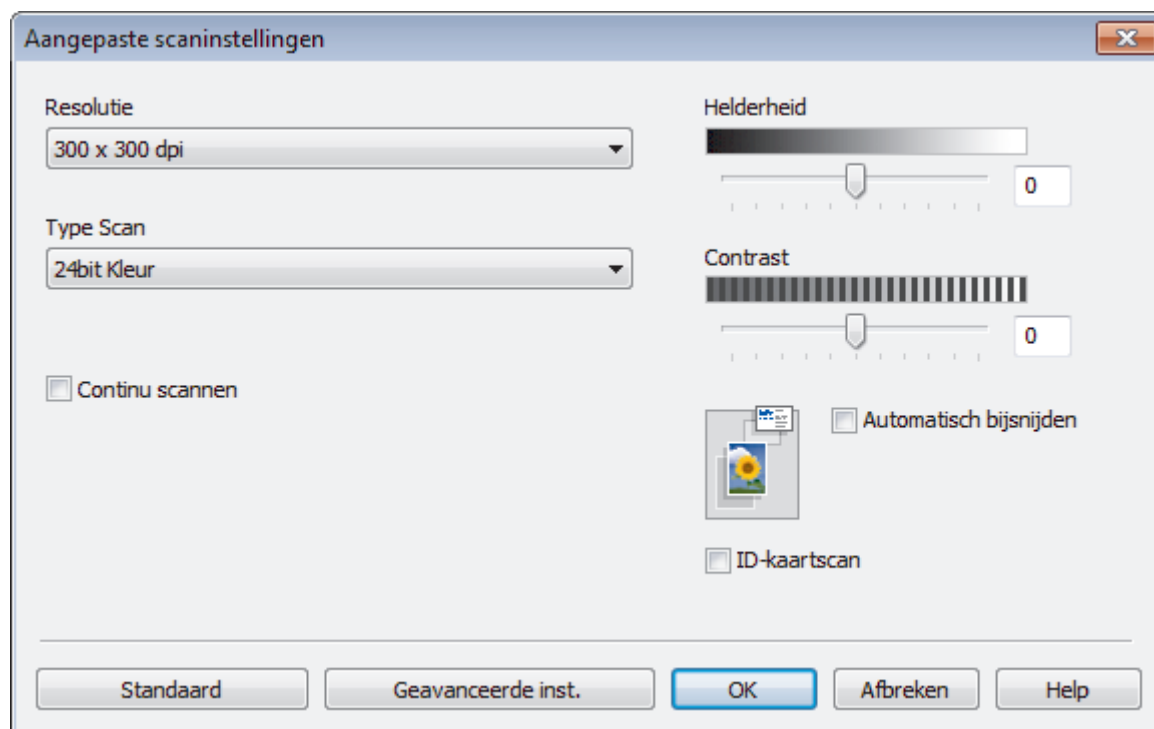 Aangepaste scaninstellingen
Resolutie
300 x 300 dpi
Type Scan
24bit Kleur
Continu scannen
Helderheid
0
Contrast
0
Automatisch bijsnijden
ID-kaartscan
Standaard
Geavanceerde inst.
OK
Afbreken
Help